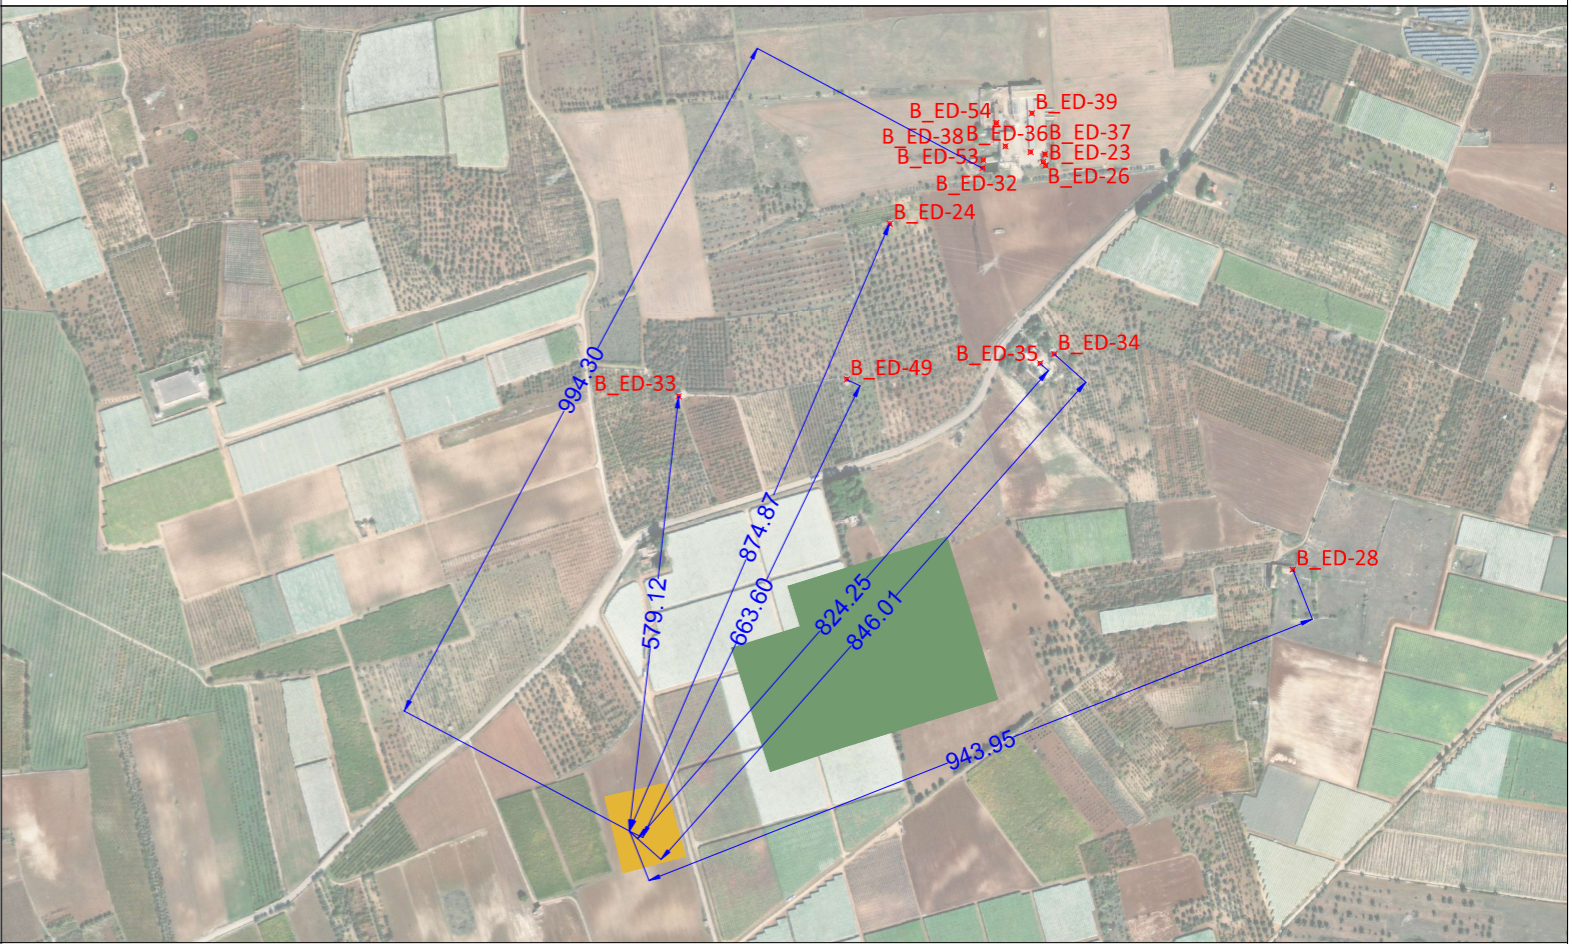 B_ED-54
B_ED-39
B_ED-38
B_ED-36
B_ED-37
B_ED-53
B_ED-23
B_ED-32
B_ED-26
B_ED-24
B_ED-35
B_ED-34
B_ED-33
B_ED-49
994.30
874.87
579.12
663.60
824.25
846.01
B_ED-28
943.95